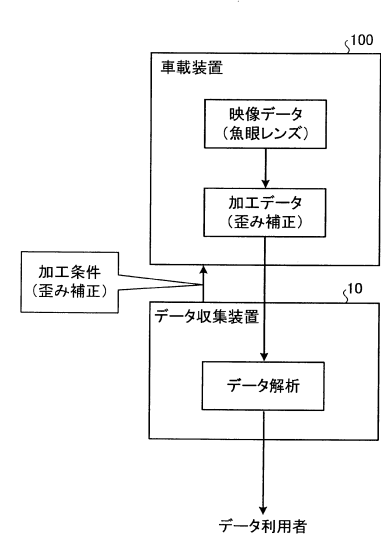 100
車載装置
映像データ
(魚眼レンズ)
加工データ
(歪み補正)
加工条件
(歪み補正)
10
データ収集装置
データ解析
データ利用者